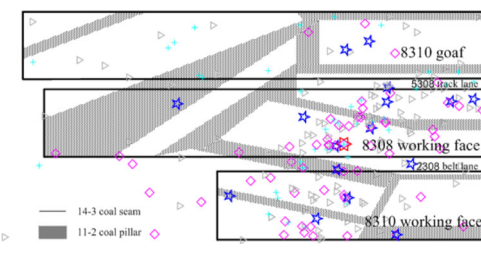 8310 goaf
5308 track lane
8308 working face
2308 belt lane
14-3 coal seam
8310 working face
11-2 coal pillar